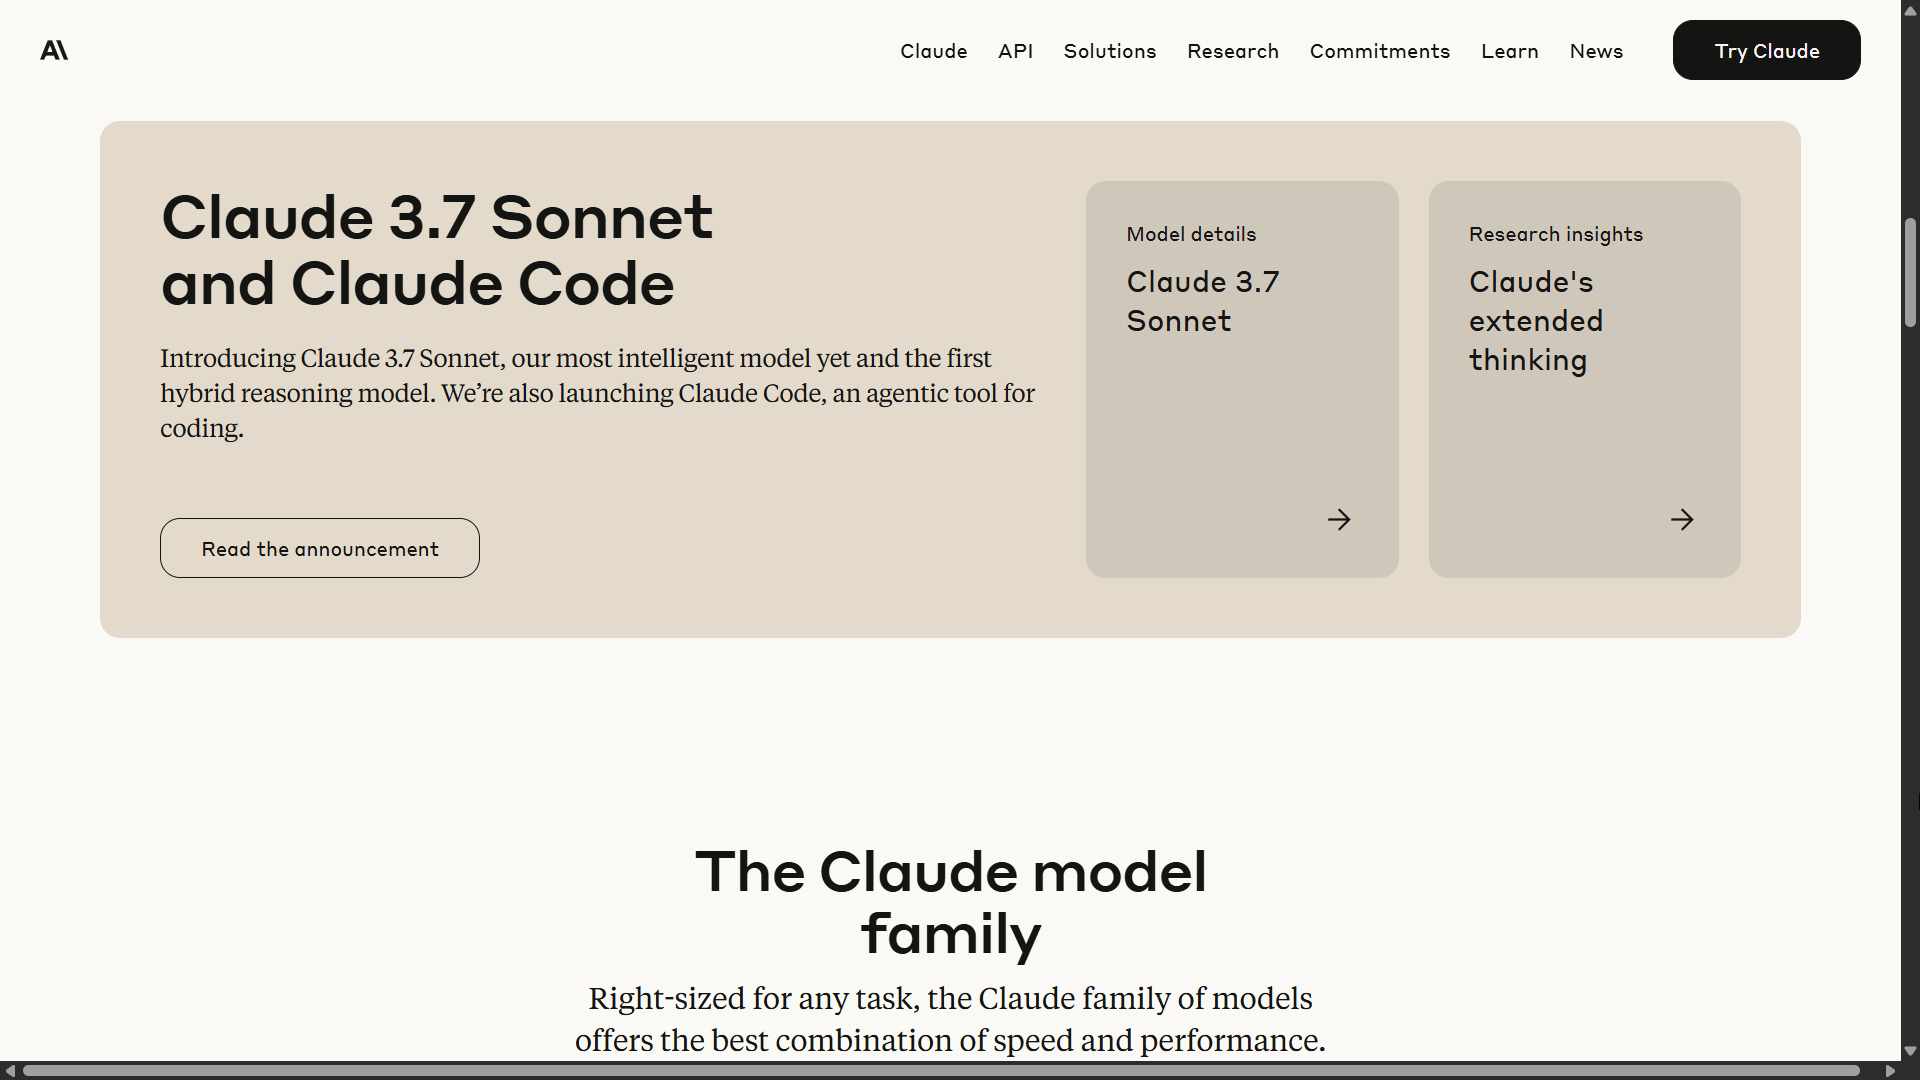 Claude API Solutions Research Commitments Learn News Try Claude
Claude 3.7 Sonnet
and Claude Code
Introducing Claude 3.7 Sonnet, our most intelligent model yet and the first
hybrid reasoning model. We’re also launching Claude Code, an agentic tool for
coding.
Read the announcement
Model details
Claude 3.7
Sonnet
Research insights
Claude's
extended
thinking
The Claude model
family
Right-sized for any task, the Claude family of models
offers the best combination of speed and performance.